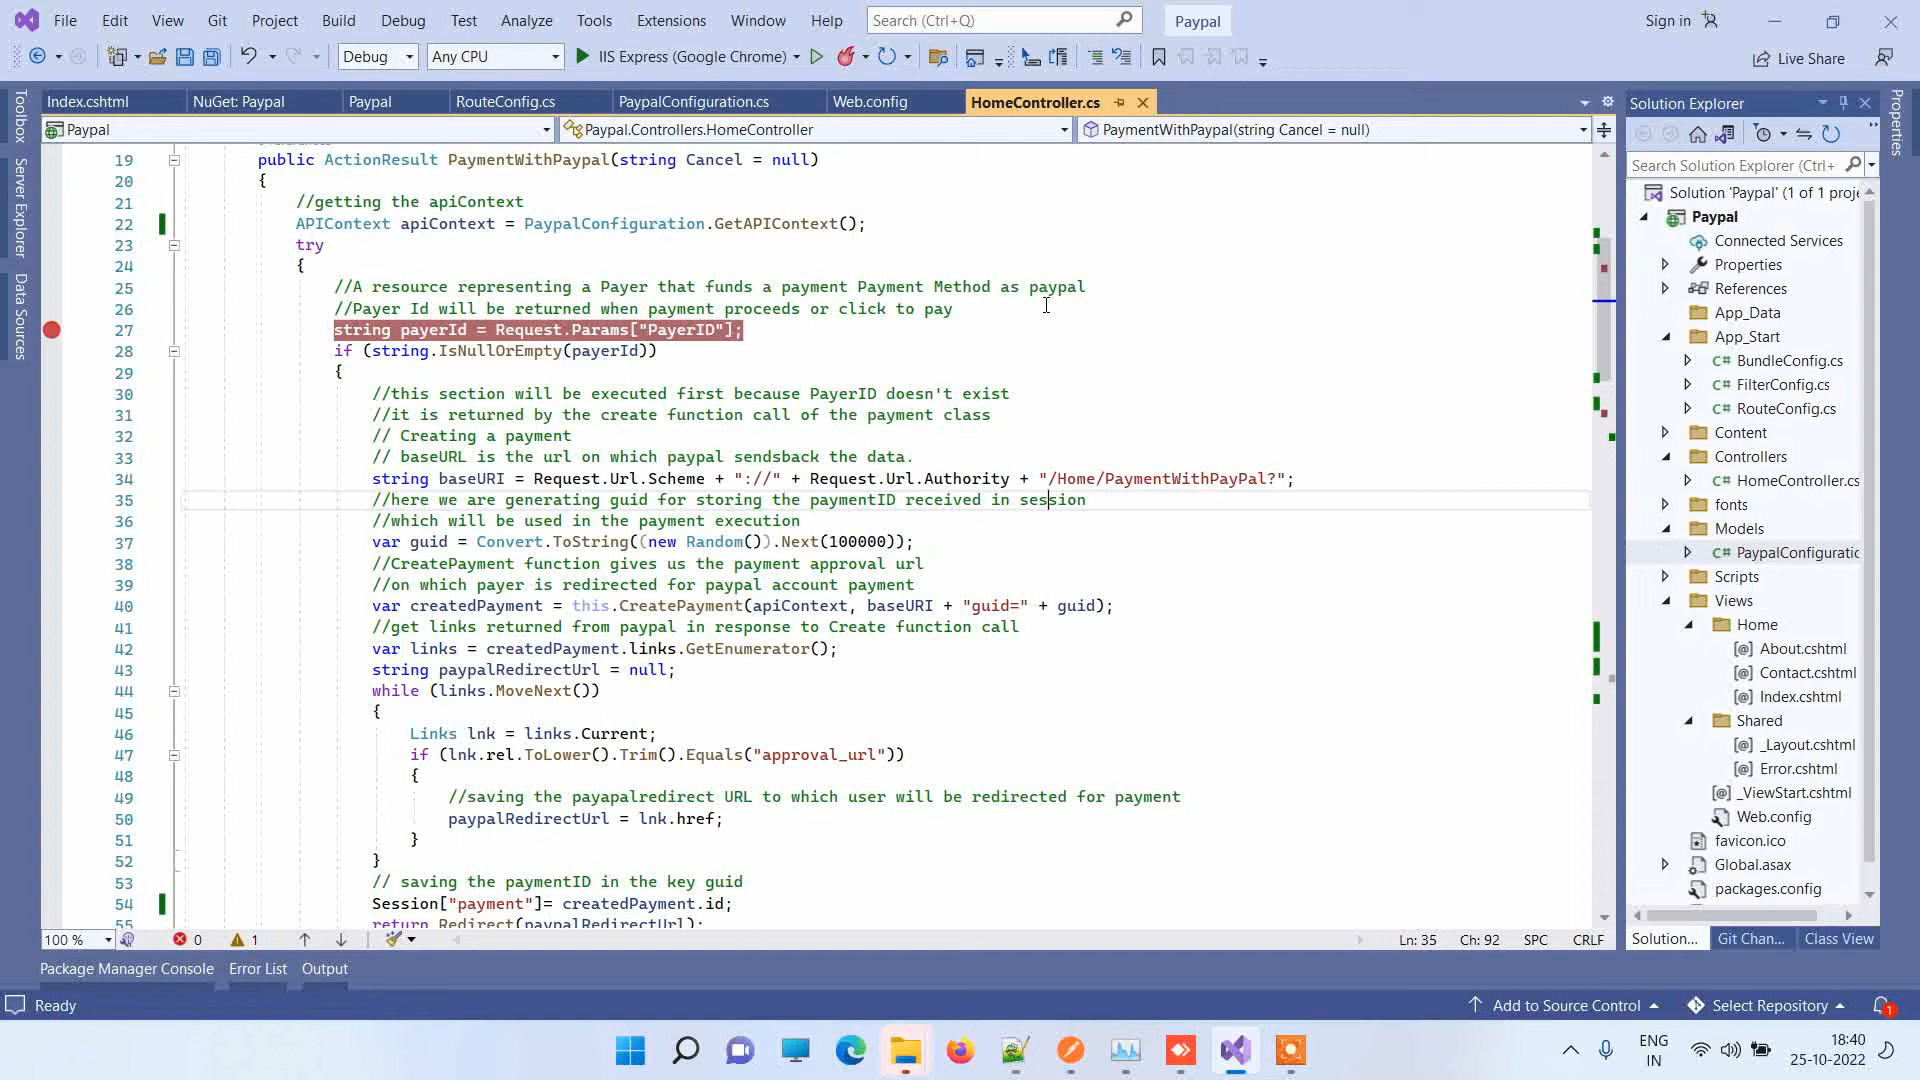 File Edit View Git Project Build Debug Test Analyze Tools Extensions Window Help Search (Ctrl+Q) Paypal Sign in
Debug Any CPU IIS Express (Google Chrome) Live Share
Index.cshtml NuGet: Paypal Paypal RouteConfig.cs PaypalConfiguration.cs Web.config HomeController.cs
Paypal Paypal.Controllers.HomeController PaymentWithPaypal(string Cancel = null)
Toolbox
Server Explorer
Data Sources
19 public ActionResult PaymentWithPaypal(string Cancel = null)
20 {
21 //getting the apiContext
22 APIContext apiContext = PaypalConfiguration.GetAPIContext();
23 try
24 {
25 //A resource representing a Payer that funds a payment Payment Method as paypal
26 //Payer Id will be returned when payment proceeds or click to pay
27 string payerId = Request.Params["PayerID"];
28 if (string.IsNullOrEmpty(payerId))
29 {
30 //this section will be executed first because PayerID doesn't exist
31 //it is returned by the create function call of the payment class
32 // Creating a payment
33 // baseURL is the url on which paypal sendsback the data.
34 string baseURI = Request.Url.Scheme + "://" + Request.Url.Authority + "/Home/PaymentWithPayPal?";
35 //here we are generating guid for storing the paymentID received in session
36 //which will be used in the payment execution
37 var guid = Convert.ToString((new Random()).Next(100000));
38 //CreatePayment function gives us the payment approval url
39 //on which payer is redirected for paypal account payment
40 var createdPayment = this.CreatePayment(apiContext, baseURI + "guid=" + guid);
41 //get links returned from paypal in response to Create function call
42 var links = createdPayment.links.GetEnumerator();
43 string paypalRedirectUrl = null;
44 while (links.MoveNext())
45 {
46 Links lnk = links.Current;
47 if (lnk.rel.ToLower().Trim().Equals("approval_url"))
48 {
49 //saving the payapalredirect URL to which user will be redirected for payment
50 paypalRedirectUrl = lnk.href;
51 }
52 }
53 // saving the paymentID in the key guid
54 Session["payment"]= createdPayment.id;
55 return Redirect(paypalRedirectUrl);
100 % 0 1 Ln: 35 Ch: 92 SPC CRLF
Solution Explorer
Search Solution Explorer (Ctrl+
Solution 'Paypal' (1 of 1 proje
Paypal
Connected Services
Properties
References
App_Data
App_Start
C# BundleConfig.cs
C# FilterConfig.cs
C# RouteConfig.cs
Content
Controllers
C# HomeController.cs
fonts
Models
C# PaypalConfiguratic
Scripts
Views
Home
[@] About.cshtml
[@] Contact.cshtml
[@] Index.cshtml
Shared
[@] _Layout.cshtml
[@] Error.cshtml
[@] _ViewStart.cshtml
Web.config
favicon.ico
Global.asax
packages.config
Solution... Git Chan... Class View
Properties
Package Manager Console Error List Output
Ready Add to Source Control Select Repository 1
ENG
IN
18:40
25-10-2022